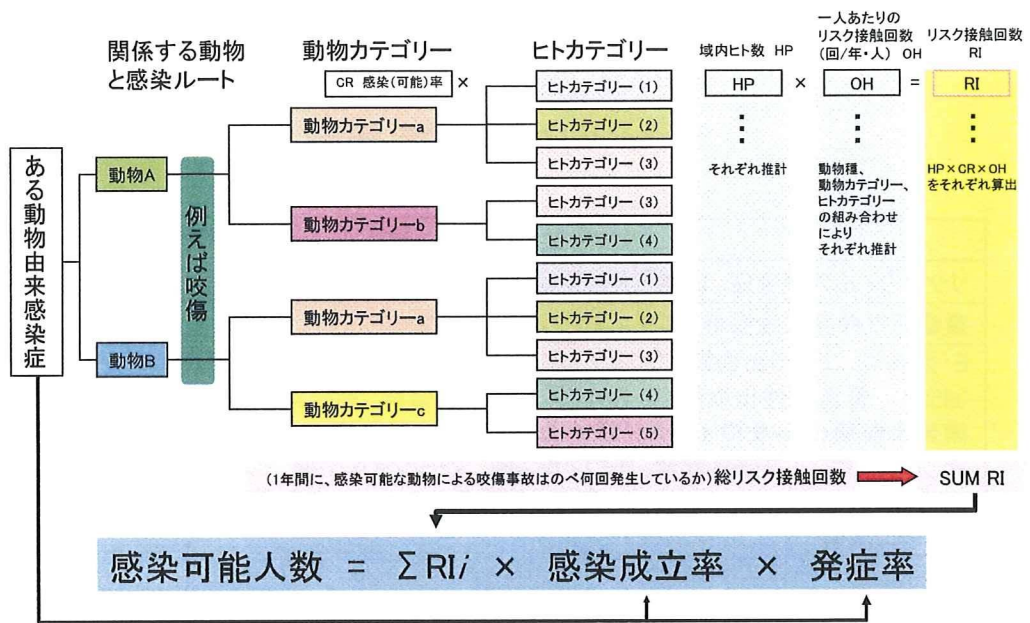 関係する動物
と感染ルート
動物カテゴリー
CR 感染(可能)率
×
ヒトカテゴリー
域内ヒト数 HP
一人あたりの
リスク接触回数
(回/年・人) OH
リスク接触回数
RI
HP
×
OH
=
RI
ある動物由来感染症
動物A
動物B
例えば咬傷
動物カテゴリーa
動物カテゴリーb
動物カテゴリーa
動物カテゴリーc
ヒトカテゴリー (1)
ヒトカテゴリー (2)
ヒトカテゴリー (3)
ヒトカテゴリー (3)
ヒトカテゴリー (4)
ヒトカテゴリー (1)
ヒトカテゴリー (2)
ヒトカテゴリー (3)
ヒトカテゴリー (4)
ヒトカテゴリー (5)
それぞれ推計
動物種、
動物カテゴリー、
ヒトカテゴリー
の組み合わせ
により
それぞれ推計
HP×CR×OH
をそれぞれ算出
(1年間に、感染可能な動物による咬傷事故はのべ何回発生しているか)総リスク接触回数
SUM RI
感染可能人数 = ΣRIi × 感染成立率 × 発症率